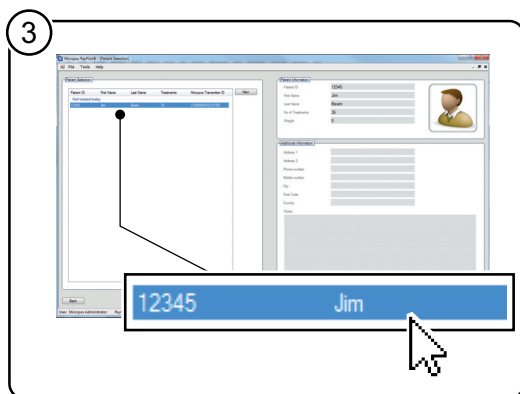 3
Micropos RayPilot® - [Patient Selection]
File Tools Help
Patient Selection
Patient ID First Name Last Name Treatments Micropos Transmitter ID
Not treated today
12345 Jim Beam 35
New
Patient Information
Patient ID 12345
First Name Jim
Last Name Beam
No of Treatments 35
Weight 0
Additional Information
Address 1
Address 2
Phone number
Mobile number
City
Post Code
Country
Notes
Back
User: Micropos Administrator
12345 Jim